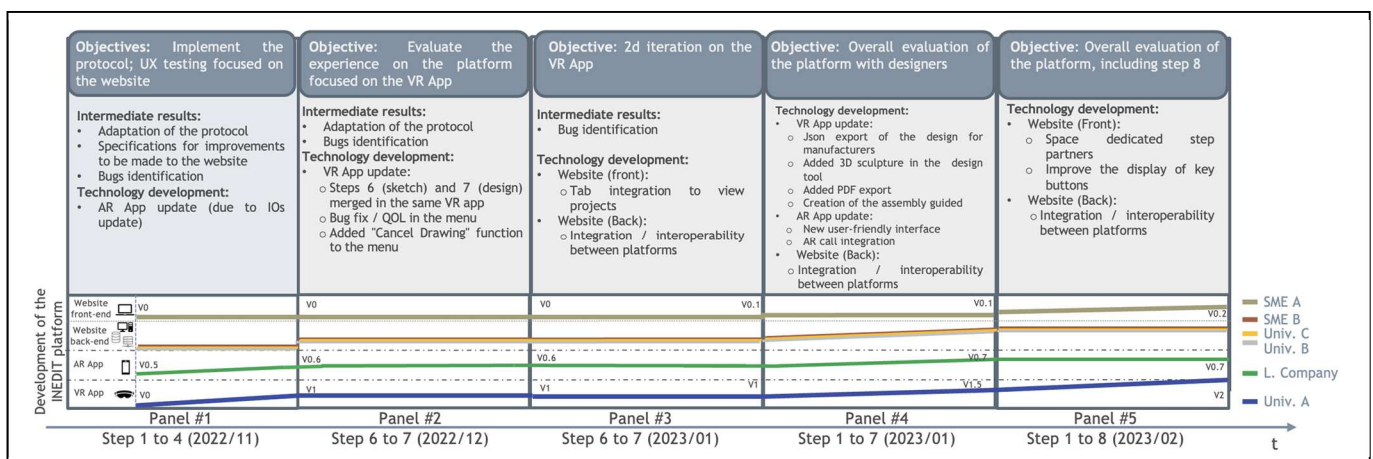 Objectives: Implement the
protocol; UX testing focused on
the website
Intermediate results:
• Adaptation of the protocol
• Specifications for improvements
to be made to the website
• Bugs identification
Technology development:
• AR App update (due to IOs
update)
Objective: Evaluate the
experience on the platform
focused on the VR App
Intermediate results:
• Adaptation of the protocol
• Bugs identification
Technology development:
• VR App update:
o Steps 6 (sketch) and 7 (design)
merged in the same VR app
o Bug fix / QOL in the menu
o Added "Cancel Drawing" function
to the menu
Objective: 2d iteration on the
VR App
Intermediate results:
• Bug identification
Technology development:
• Website (front):
o Tab integration to view
projects
• Website (Back):
o Integration / interoperability
between platforms
Objective: Overall evaluation of
the platform with designers
Technology development:
• VR App update:
o Json export of the design for
manufacturers
o Added 3D sculpture in the design
tool
o Added PDF export
o Creation of the assembly guided
• AR App update:
o New user-friendly interface
o AR call integration
• Website (Back):
o Integration / interoperability
between platforms
Objective: Overall evaluation of
the platform, including step 8
Technology development:
• Website (Front):
o Space dedicated step
partners
o Improve the display of key
buttons
• Website (Back):
o Integration / interoperability
between platforms
Development of the
INEDIT platform
Website
front-end
V0
V0
V0
V0.1
V0.1
V0.2
Website
back-end
AR App
V0.5
V0.6
V0.6
V0.7
V0.7
VR App
V0
V1
V1
V1
V1.5
V2
SME A
SME B
Univ. C
Univ. B
L. Company
Univ. A
Panel #1
Panel #2
Panel #3
Panel #4
Panel #5
Step 1 to 4 (2022/11)
Step 6 to 7 (2022/12)
Step 6 to 7 (2023/01)
Step 1 to 7 (2023/01)
Step 1 to 8 (2023/02)
t